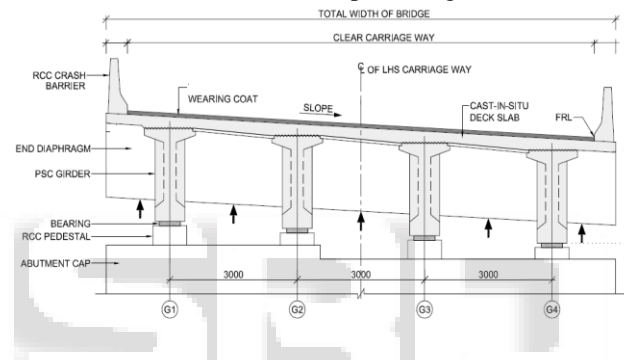 TOTAL WIDTH OF BRIDGE
CLEAR CARRIAGE WAY
RCC CRASH
BARRIER
WEARING COAT
SLOPE
℄ OF LHS CARRIAGE WAY
CAST-IN-SITU
DECK SLAB
FRL
END DIAPHRAGM
PSC GIRDER
BEARING
RCC PEDESTAL
ABUTMENT CAP
3000
3000
3000
G1
G2
G3
G4